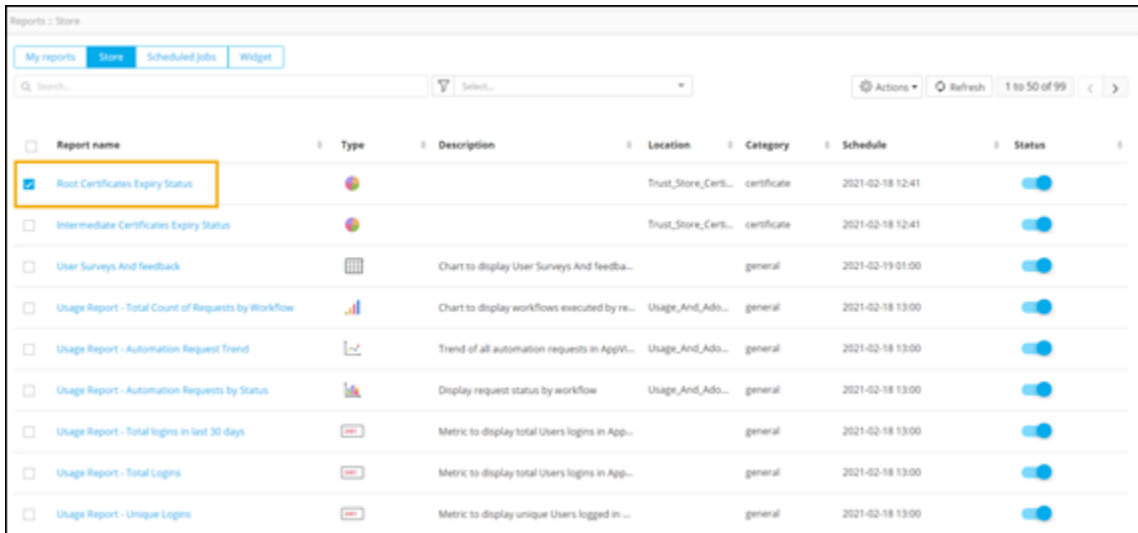 Reports :: Store
My reports Store Scheduled Jobs Widget
Search... Select... Actions Refresh 1 to 50 of 99
Report name Type Description Location Category Schedule Status
Root Certificates Expiry Status Trust_Store_Certi... certificate 2021-02-18 12:41
Intermediate Certificates Expiry Status Trust_Store_Certi... certificate 2021-02-18 12:41
User Surveys And feedback Chart to display User Surveys And feedba... general 2021-02-19 01:00
Usage Report - Total Count of Requests by Workflow Chart to display workflows executed by re... Usage_And_Ado... general 2021-02-18 13:00
Usage Report - Automation Request Trend Trend of all automation requests in AppVi... Usage_And_Ado... general 2021-02-18 13:00
Usage Report - Automation Requests by Status Display request status by workflow Usage_And_Ado... general 2021-02-18 13:00
Usage Report - Total logins in last 30 days Metric to display total Users logins in App... general 2021-02-18 13:00
Usage Report - Total Logins Metric to display total Users logins in App... general 2021-02-18 13:00
Usage Report - Unique Logins Metric to display unique Users logged in ... general 2021-02-18 13:00